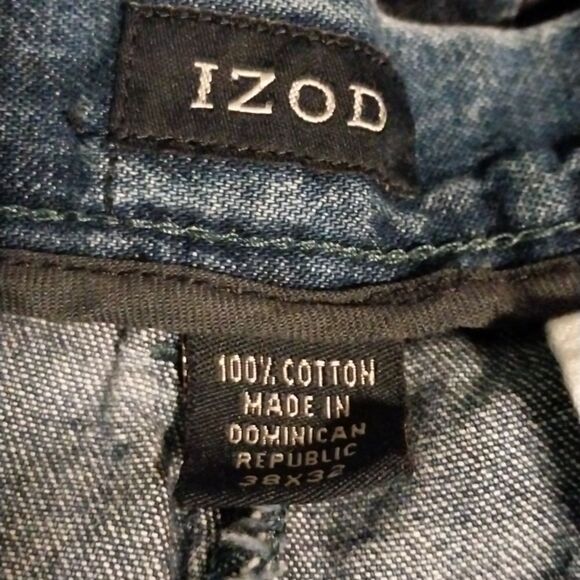 IZOD
100% COTTON
MADE IN
DOMINICAN
REPUBLIC
38X32